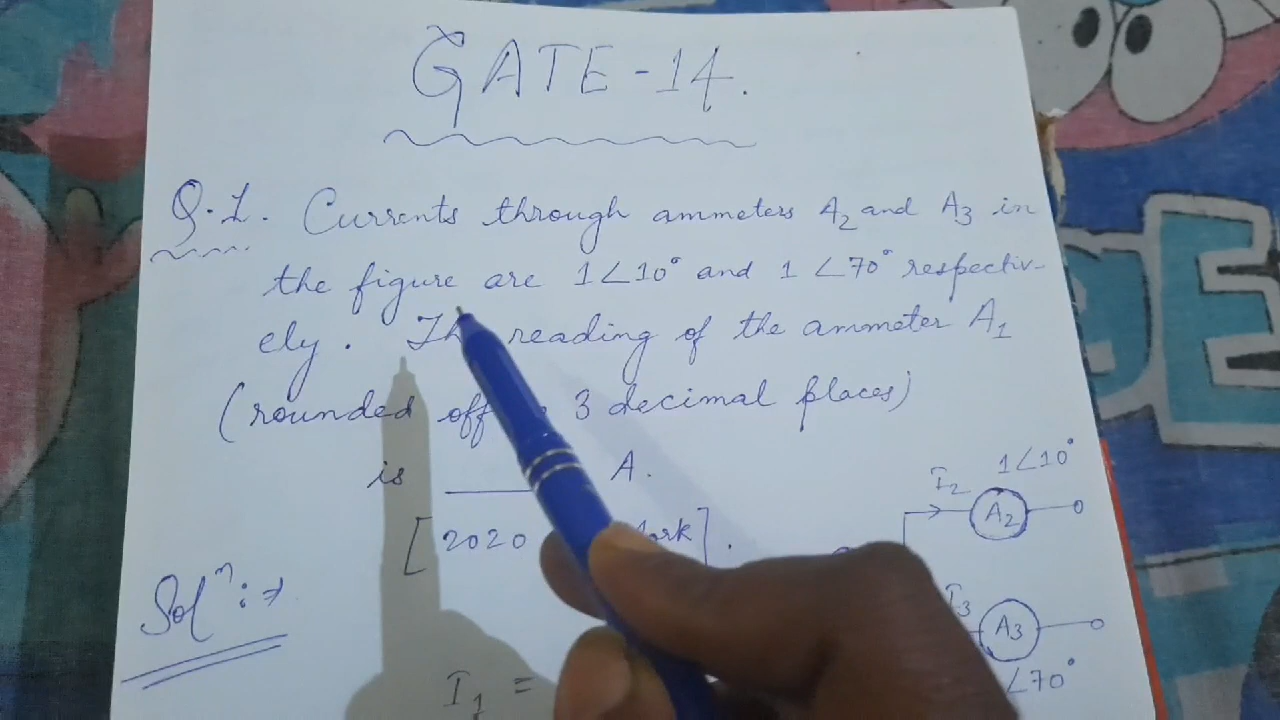 GATE-14.
Q.1. Currents through ammeters A₂ and A₃ in
the figure are 1∠10° and 1∠70° respectiv-
ely. The reading of the ammeter A₁
(rounded off 3 decimal places)
is ______ A.
[2020
].
Solⁿ :⇒
I₁ =
I₂
1∠10°
A₂
I₃
A₃
∠70°